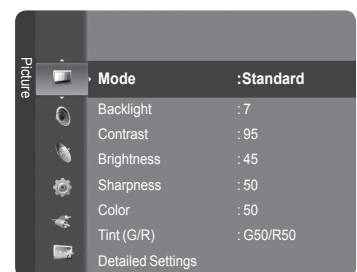 Picture
Mode :Standard
Backlight : 7
Contrast : 95
Brightness : 45
Sharpness : 50
Color : 50
Tint (G/R) : G50/R50
Detailed Settings